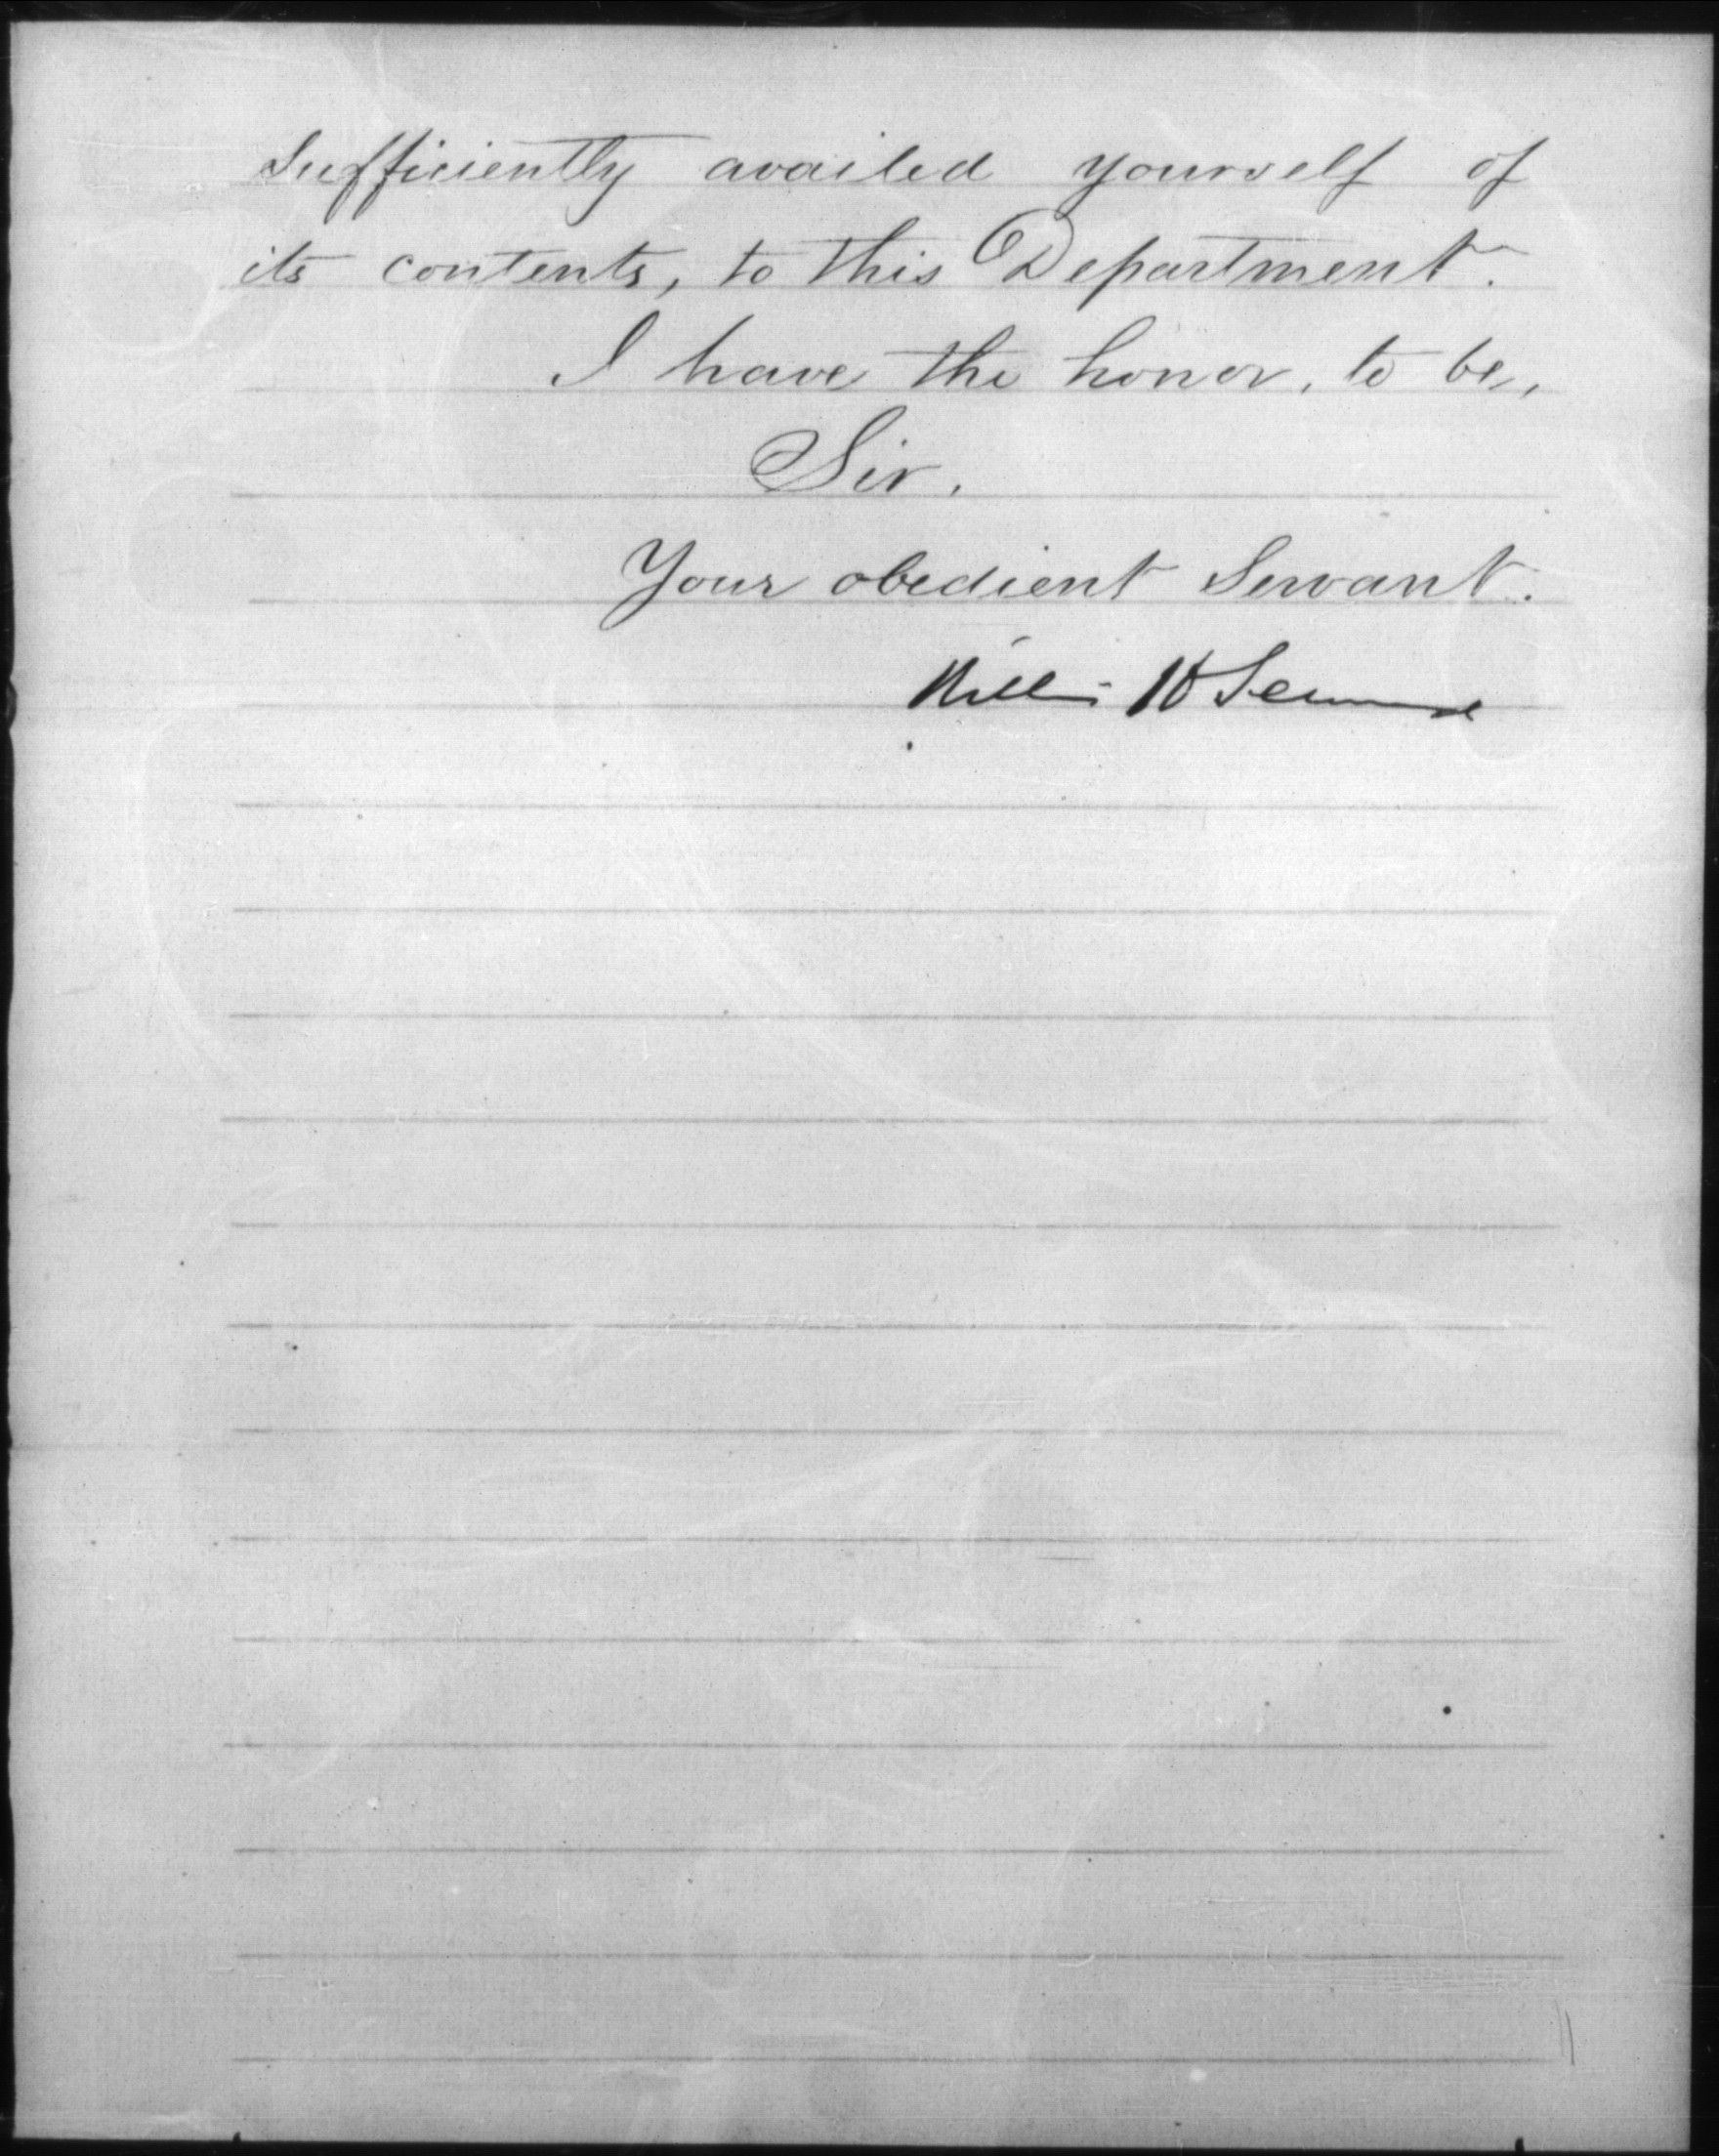 Sufficiently availed yourself of
its contents, to this Department.
I have the honor, to be,
Sir,
Your obedient Servant.
William H Seward